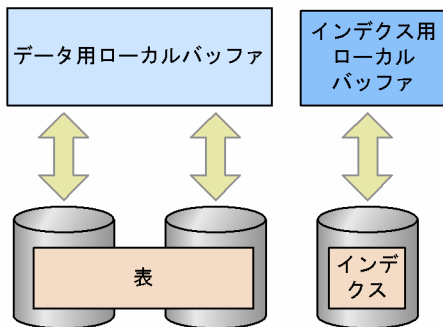 データ用ローカルバッファ
インデクス用
ローカル
バッファ
表
インデ
クス